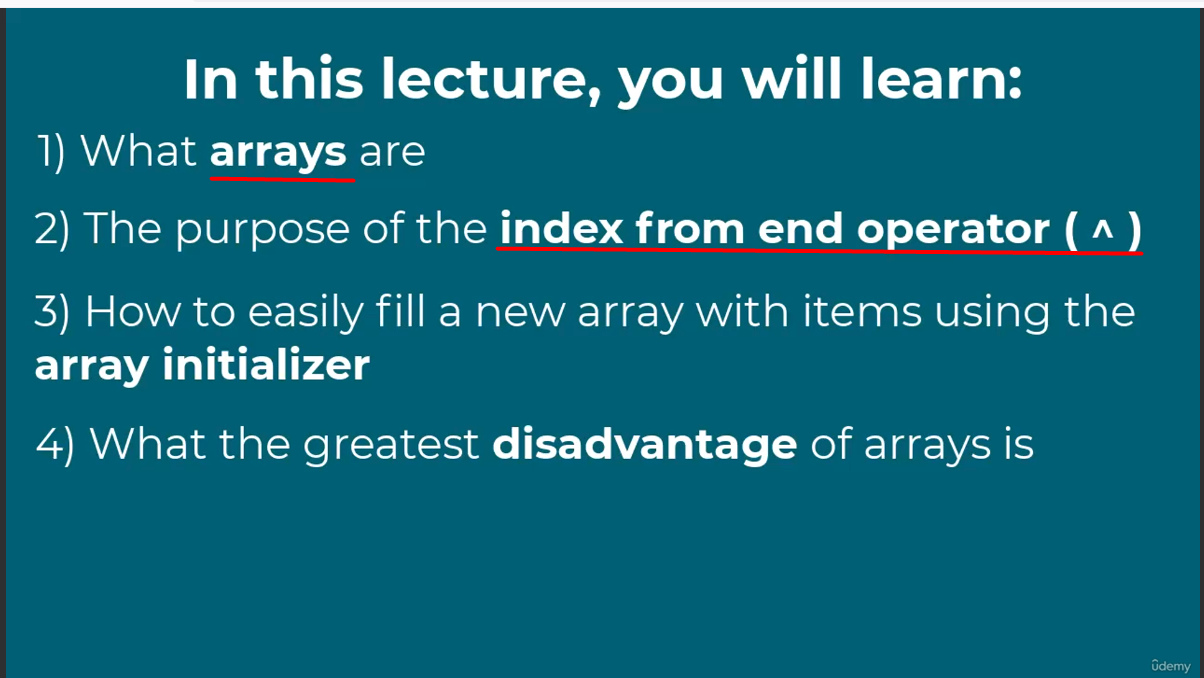 In this lecture, you will learn:
1) What arrays are
2) The purpose of the index from end operator ( ^ )
3) How to easily fill a new array with items using the
array initializer
4) What the greatest disadvantage of arrays is
ûdemy